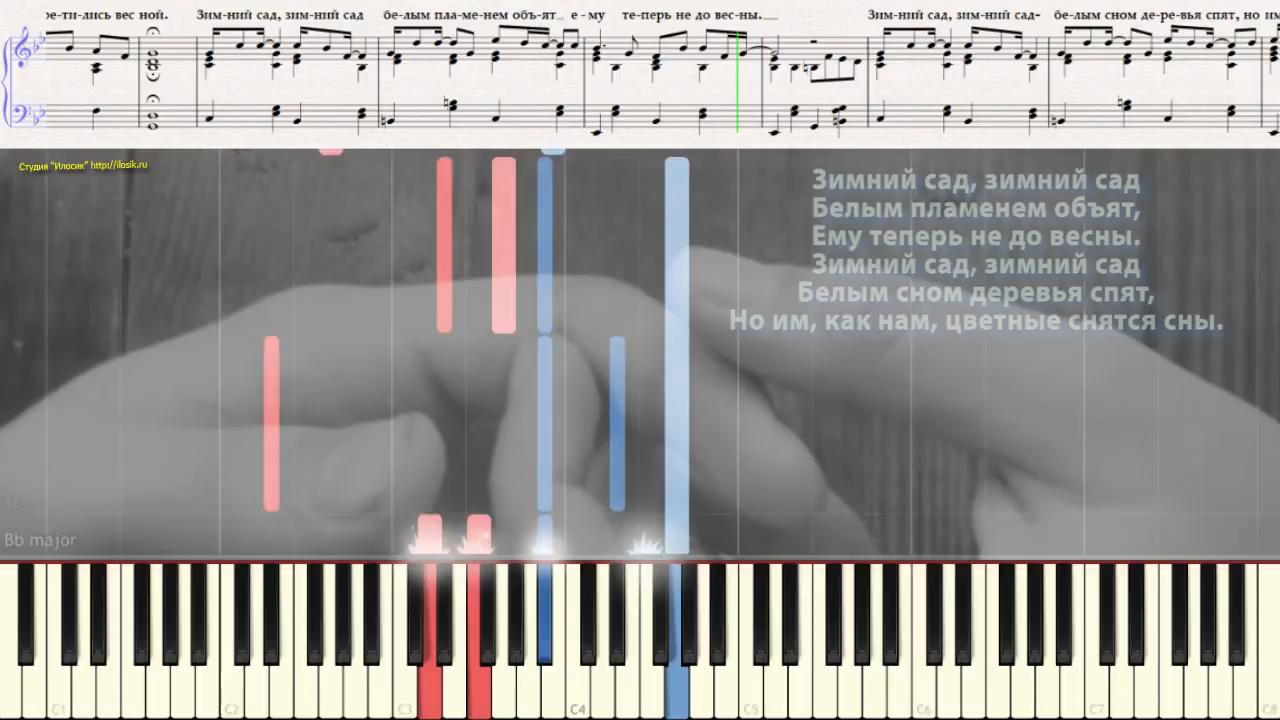 ре-ти-лись вес ной. Зим-ний сад, зим-ний сад бе-лым пла-ме-нем объ-ят_ е - му те-перь не до вес-ны.__ Зим-ний сад, зим-ний сад- бе-лым сном де-ре-вья спят, но им
Студия "Илосик" http://ilosik.ru
Зимний сад, зимний сад
Белым пламенем объят,
Ему теперь не до весны.
Зимний сад, зимний сад
Белым сном деревья спят,
Но им, как нам, цветные снятся сны.
Bb major
C1 C2 C3 C4 C5 C6 C7 C8